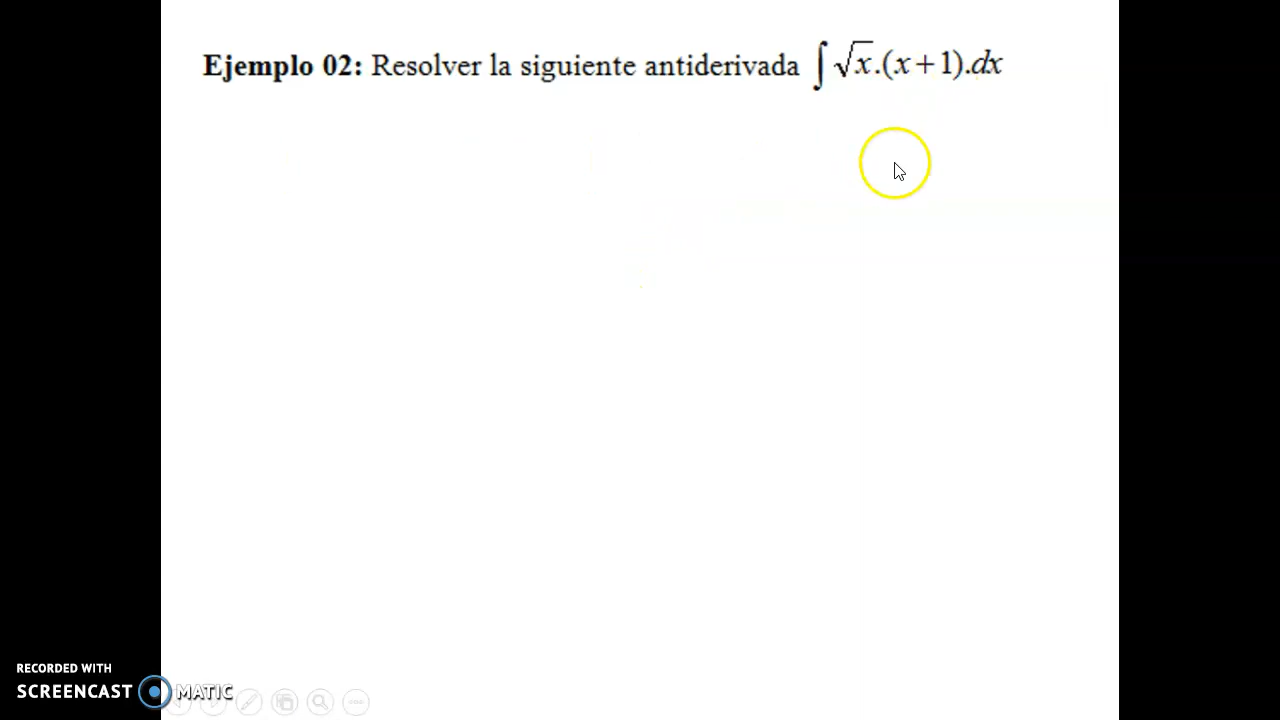 Ejemplo 02: Resolver la siguiente antiderivada ∫√x.(x+1).dx
RECORDED WITH
SCREENCAST MATIC